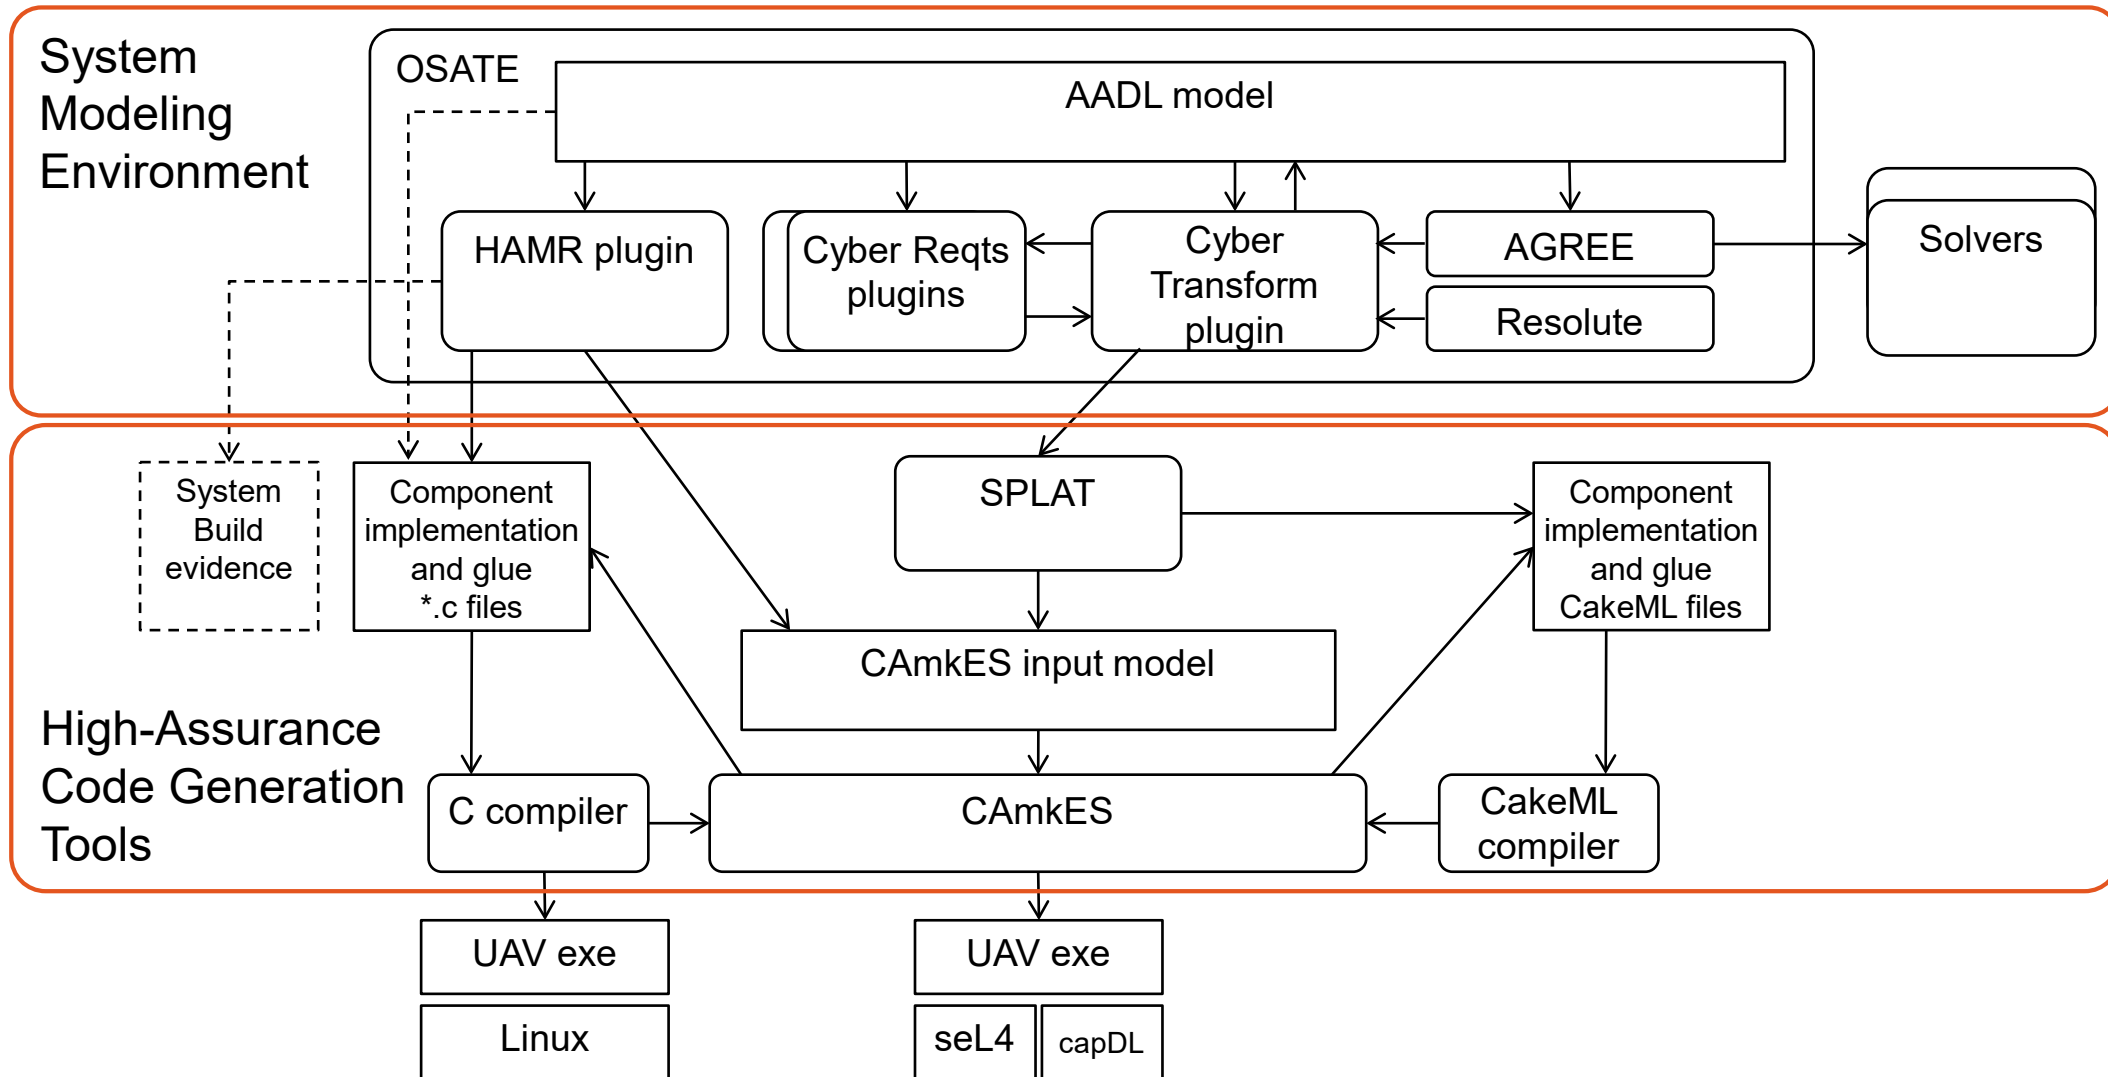 System
Modeling
Environment
OSATE
AADL model
HAMR plugin
Cyber Reqts
plugins
Cyber
Transform
plugin
AGREE
Resolute
Solvers
System
Build
evidence
Component
implementation
and glue
*.c files
SPLAT
Component
implementation
and glue
CakeML files
CAmkES input model
High-Assurance
Code Generation
Tools
C compiler
CAmkES
CakeML
compiler
UAV exe
UAV exe
Linux
seL4
capDL